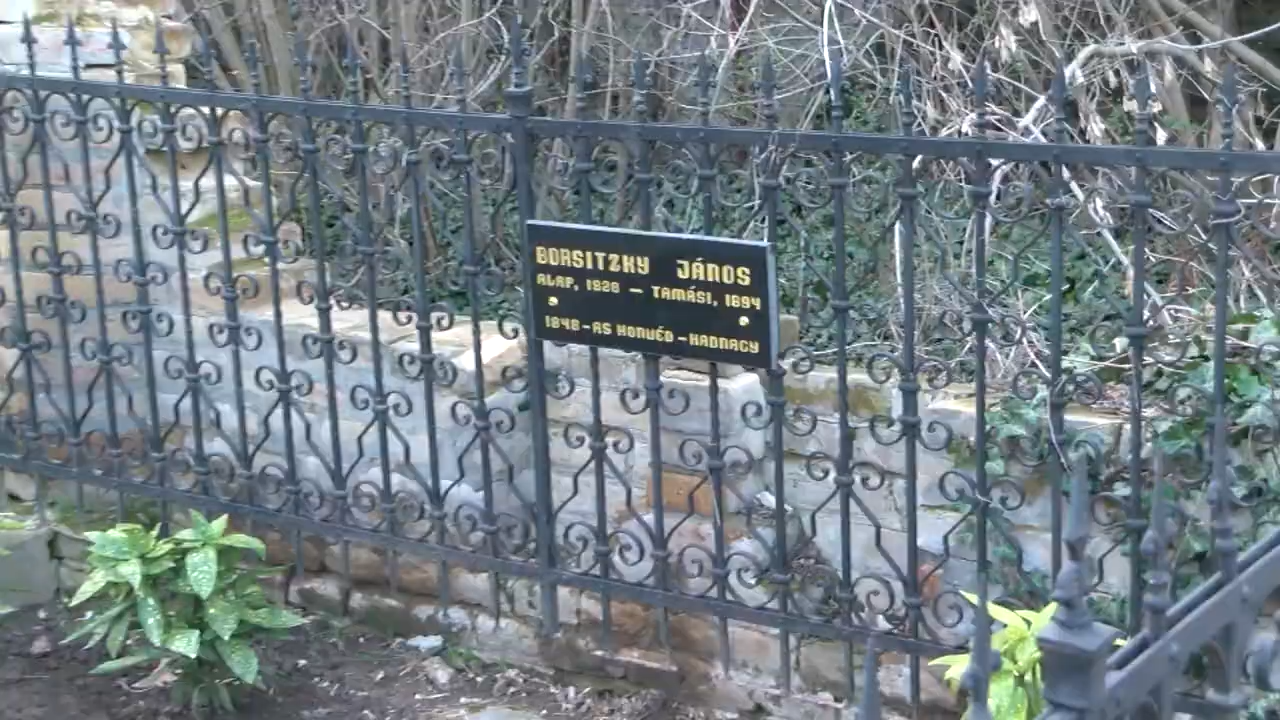 BORSITZKY JÁNOS
ALAP, 1828 — TAMÁSI, 1894
1848-AS HONVÉD-HADNAGY